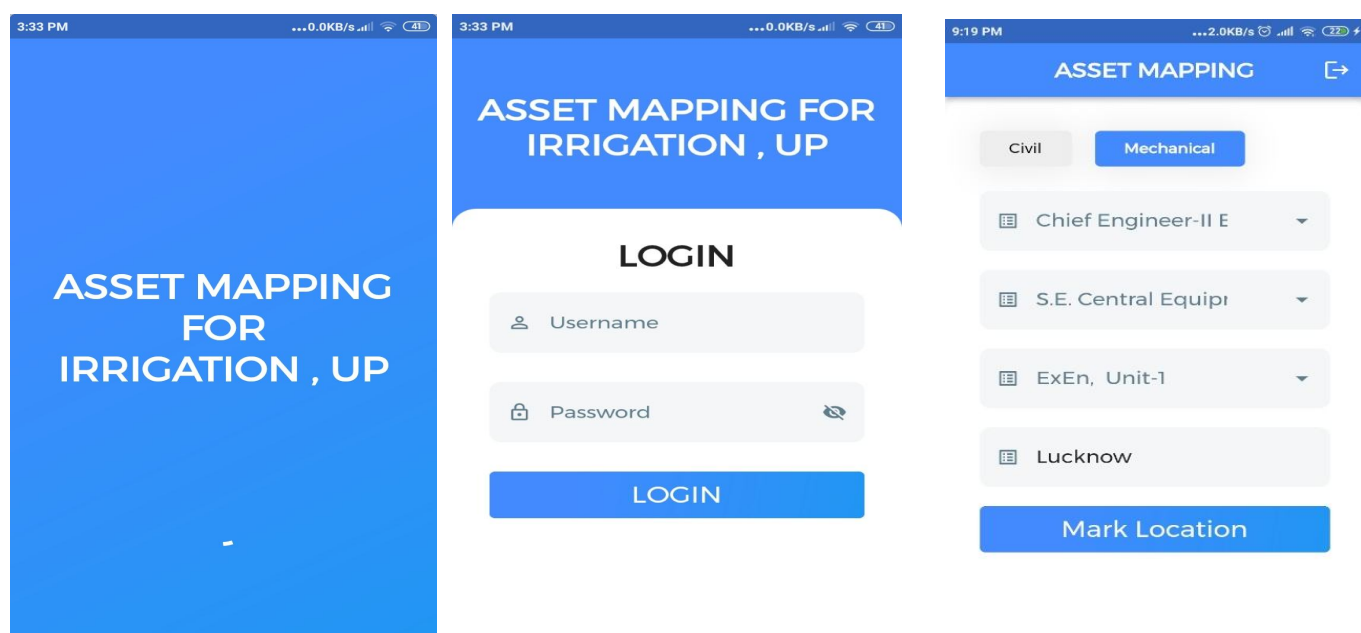 3:33 PM
...0.0KB/s
41
ASSET MAPPING
FOR
IRRIGATION , UP
3:33 PM
...0.0KB/s
41
ASSET MAPPING FOR
IRRIGATION , UP
LOGIN
Username
Password
LOGIN
9:19 PM
...2.0KB/s
22
ASSET MAPPING
Civil
Mechanical
Chief Engineer-II E
S.E. Central Equip
ExEn, Unit-1
Lucknow
Mark Location